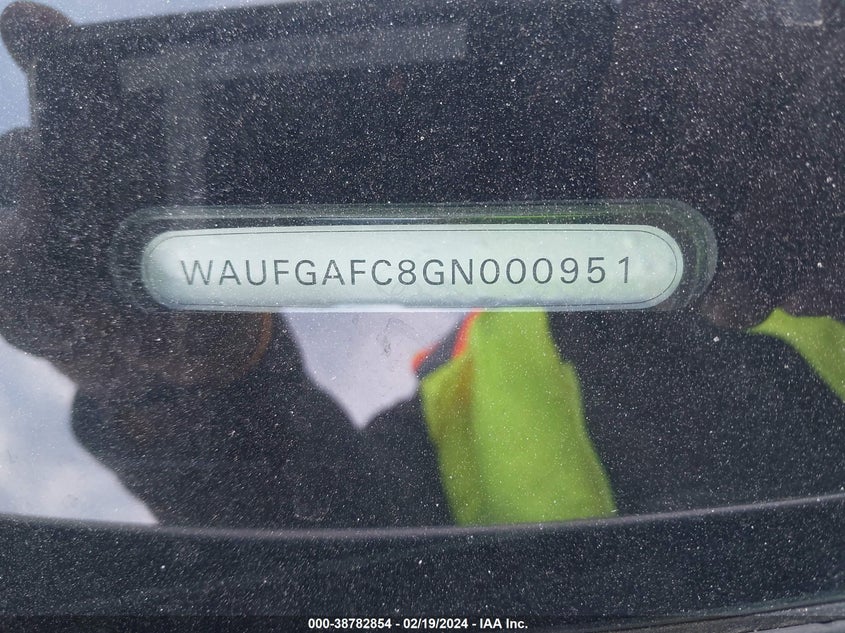 WAUFGAFC8GN000951
000-38782854 - 02/19/2024 - IAA Inc.